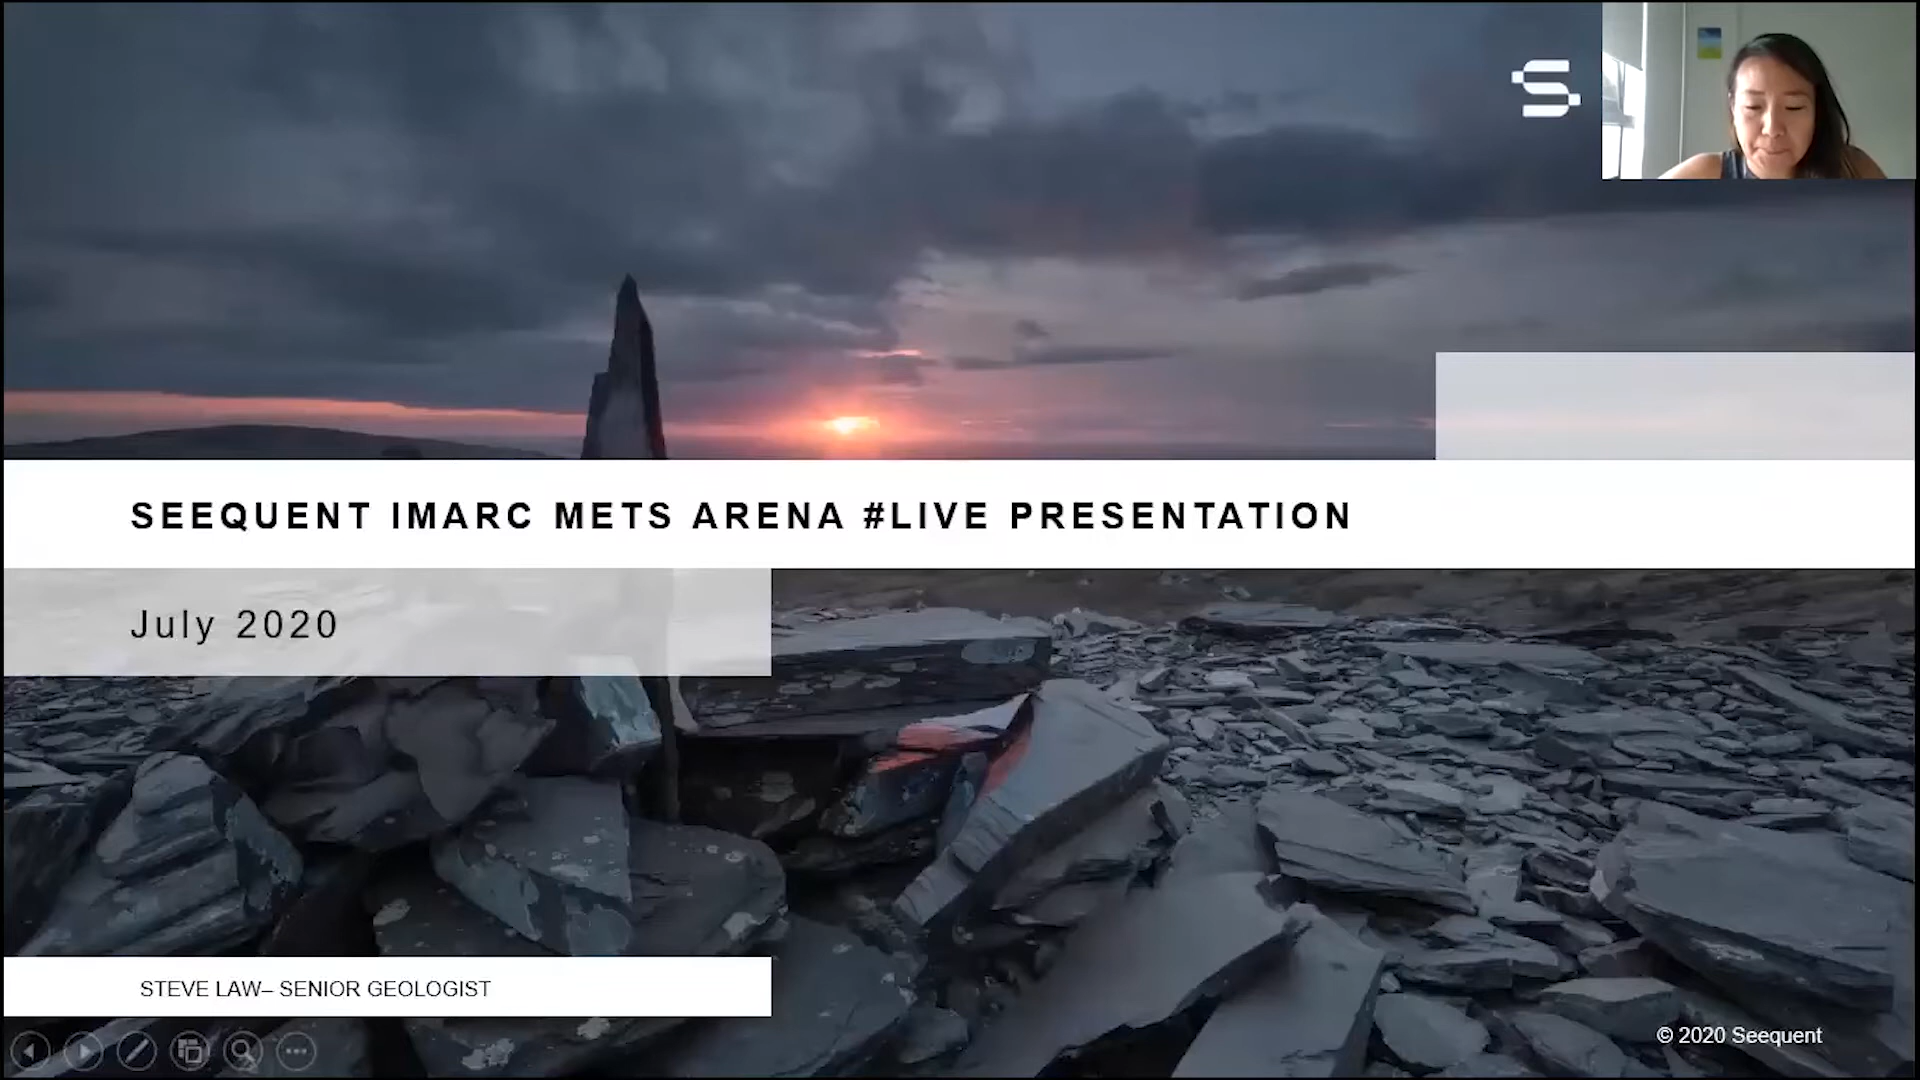 SEEQUENT IMARC METS ARENA #LIVE PRESENTATION
July 2020
STEVE LAW– SENIOR GEOLOGIST
© 2020 Seequent